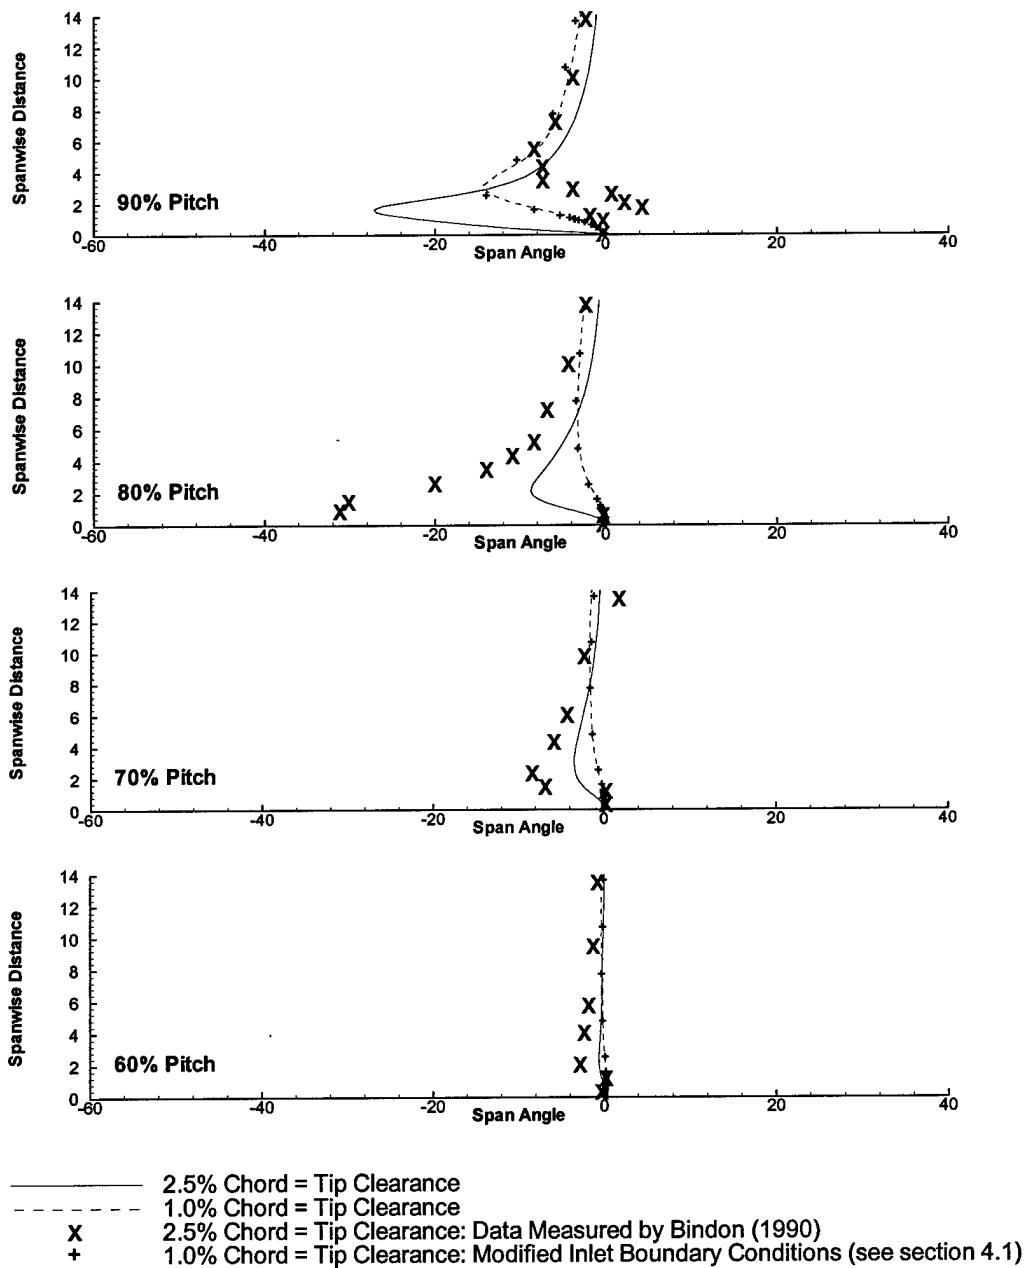 14
12
10
8
6
4
2
0
Spanwise Distance
90% Pitch
-60 -40 -20 0 20 40
Span Angle
14
12
10
8
6
4
2
0
Spanwise Distance
80% Pitch
-60 -40 -20 0 20 40
Span Angle
14
12
10
8
6
4
2
0
Spanwise Distance
70% Pitch
-60 -40 -20 0 20 40
Span Angle
14
12
10
8
6
4
2
0
Spanwise Distance
60% Pitch
-60 -40 -20 0 20 40
Span Angle
2.5% Chord = Tip Clearance
1.0% Chord = Tip Clearance
X 2.5% Chord = Tip Clearance: Data Measured by Bindon (1990)
+ 1.0% Chord = Tip Clearance: Modified Inlet Boundary Conditions (see section 4.1)